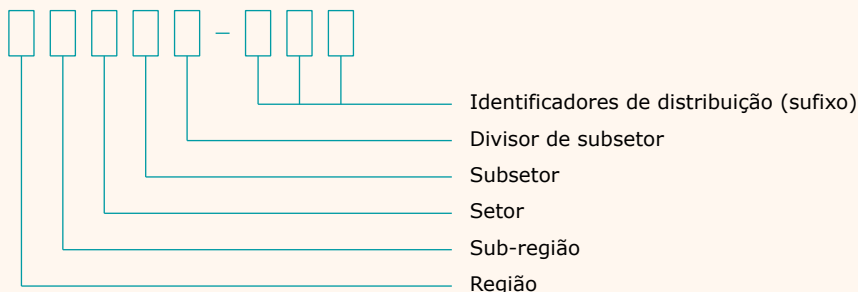 Identificadores de distribuição (sufixo)
Divisor de subsetor
Subsetor
Setor
Sub-região
Região